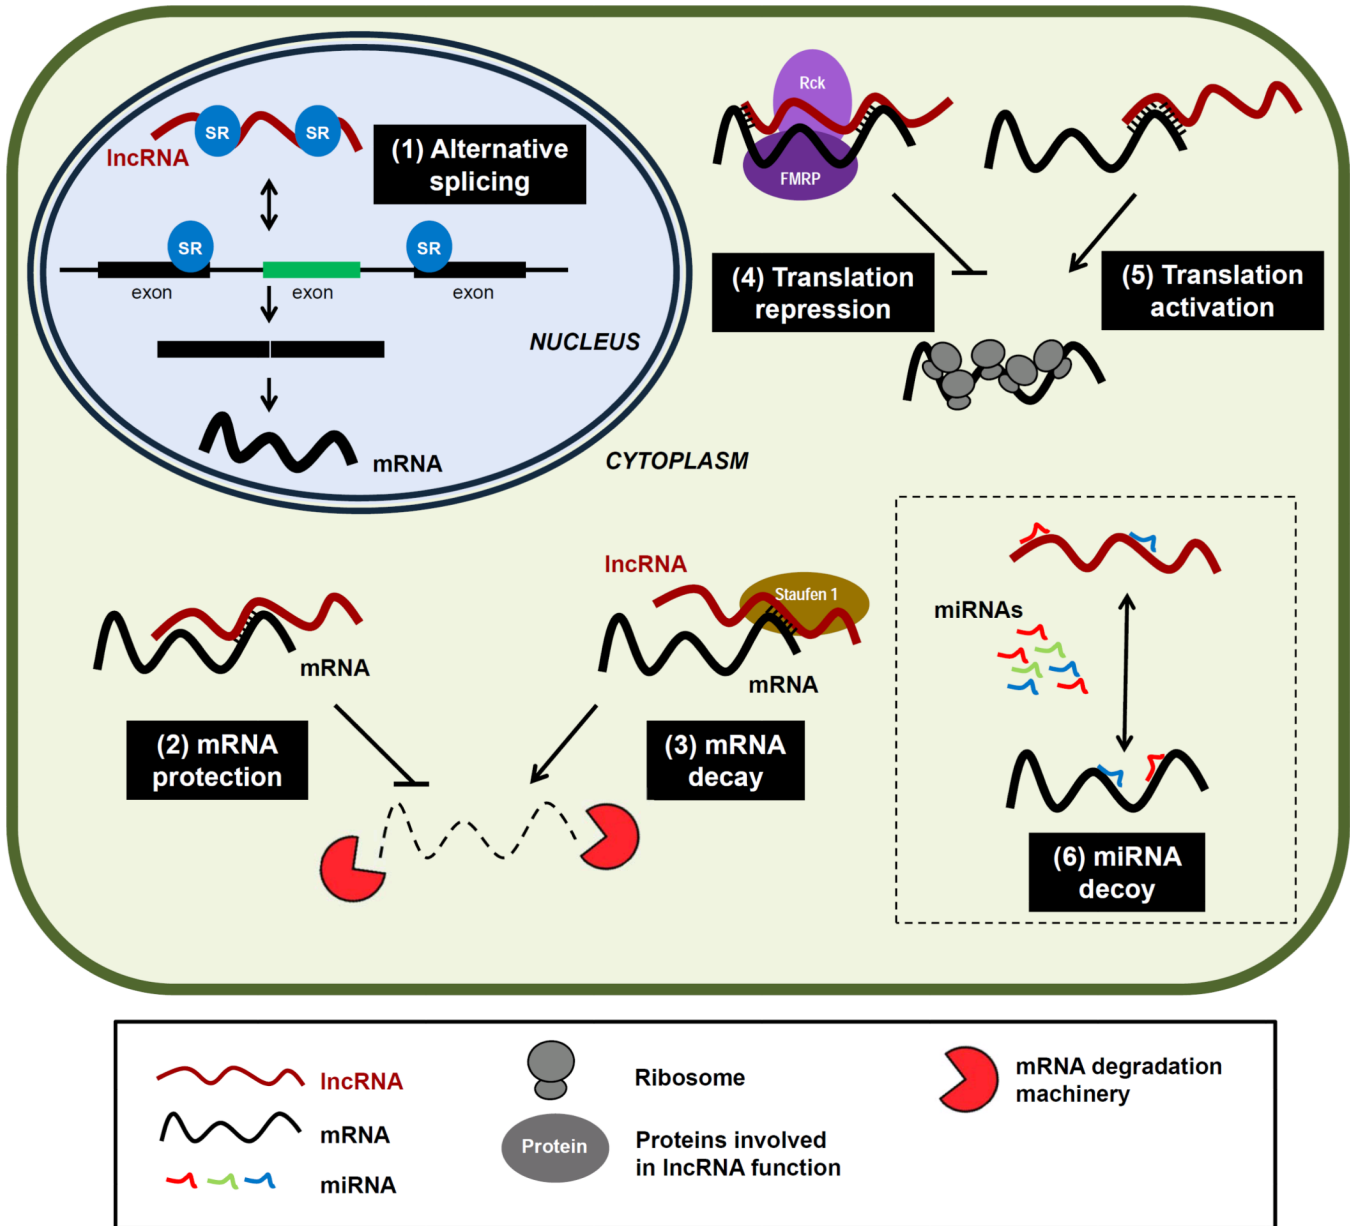 SR
SR
lncRNA
(1) Alternative
splicing
SR
SR
exon
exon
exon
NUCLEUS
mRNA
CYTOPLASM
Rck
FMRP
(4) Translation
repression
(5) Translation
activation
mRNA
(2) mRNA
protection
lncRNA
Staufen 1
mRNA
(3) mRNA
decay
miRNAs
(6) miRNA
decoy
lncRNA
mRNA
miRNA
Ribosome
Protein
Proteins involved
in lncRNA function
mRNA degradation
machinery